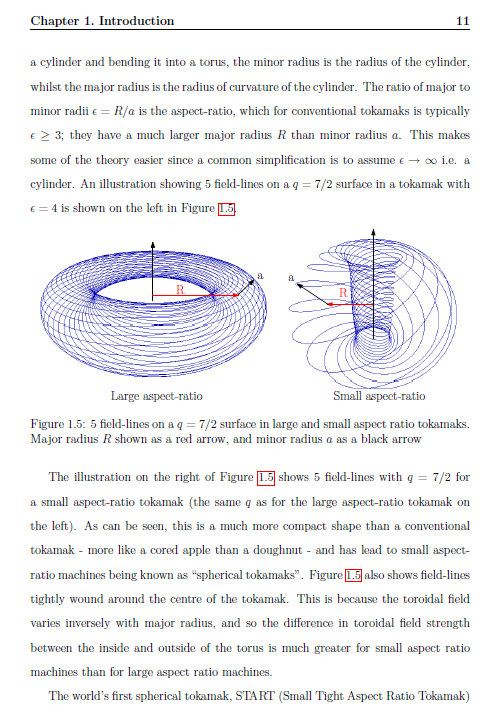 Chapter 1. Introduction 11
a cylinder and bending it into a torus, the minor radius is the radius of the cylinder,
whilst the major radius is the radius of curvature of the cylinder. The ratio of major to
minor radii ϵ = R/a is the aspect-ratio, which for conventional tokamaks is typically
ϵ ≥ 3; they have a much larger major radius R than minor radius a. This makes
some of the theory easier since a common simplification is to assume ϵ → ∞ i.e. a
cylinder. An illustration showing 5 field-lines on a q = 7/2 surface in a tokamak with
ϵ = 4 is shown on the left in Figure 1.5.
R
a
a
R
Large aspect-ratio
Small aspect-ratio
Figure 1.5: 5 field-lines on a q = 7/2 surface in large and small aspect ratio tokamaks.
Major radius R shown as a red arrow, and minor radius a as a black arrow
The illustration on the right of Figure 1.5 shows 5 field-lines with q = 7/2 for
a small aspect-ratio tokamak (the same q as for the large aspect-ratio tokamak on
the left). As can be seen, this is a much more compact shape than a conventional
tokamak - more like a cored apple than a doughnut - and has lead to small aspect-
ratio machines being known as “spherical tokamaks”. Figure 1.5 also shows field-lines
tightly wound around the centre of the tokamak. This is because the toroidal field
varies inversely with major radius, and so the difference in toroidal field strength
between the inside and outside of the torus is much greater for small aspect ratio
machines than for large aspect ratio machines.
The world’s first spherical tokamak, START (Small Tight Aspect Ratio Tokamak)